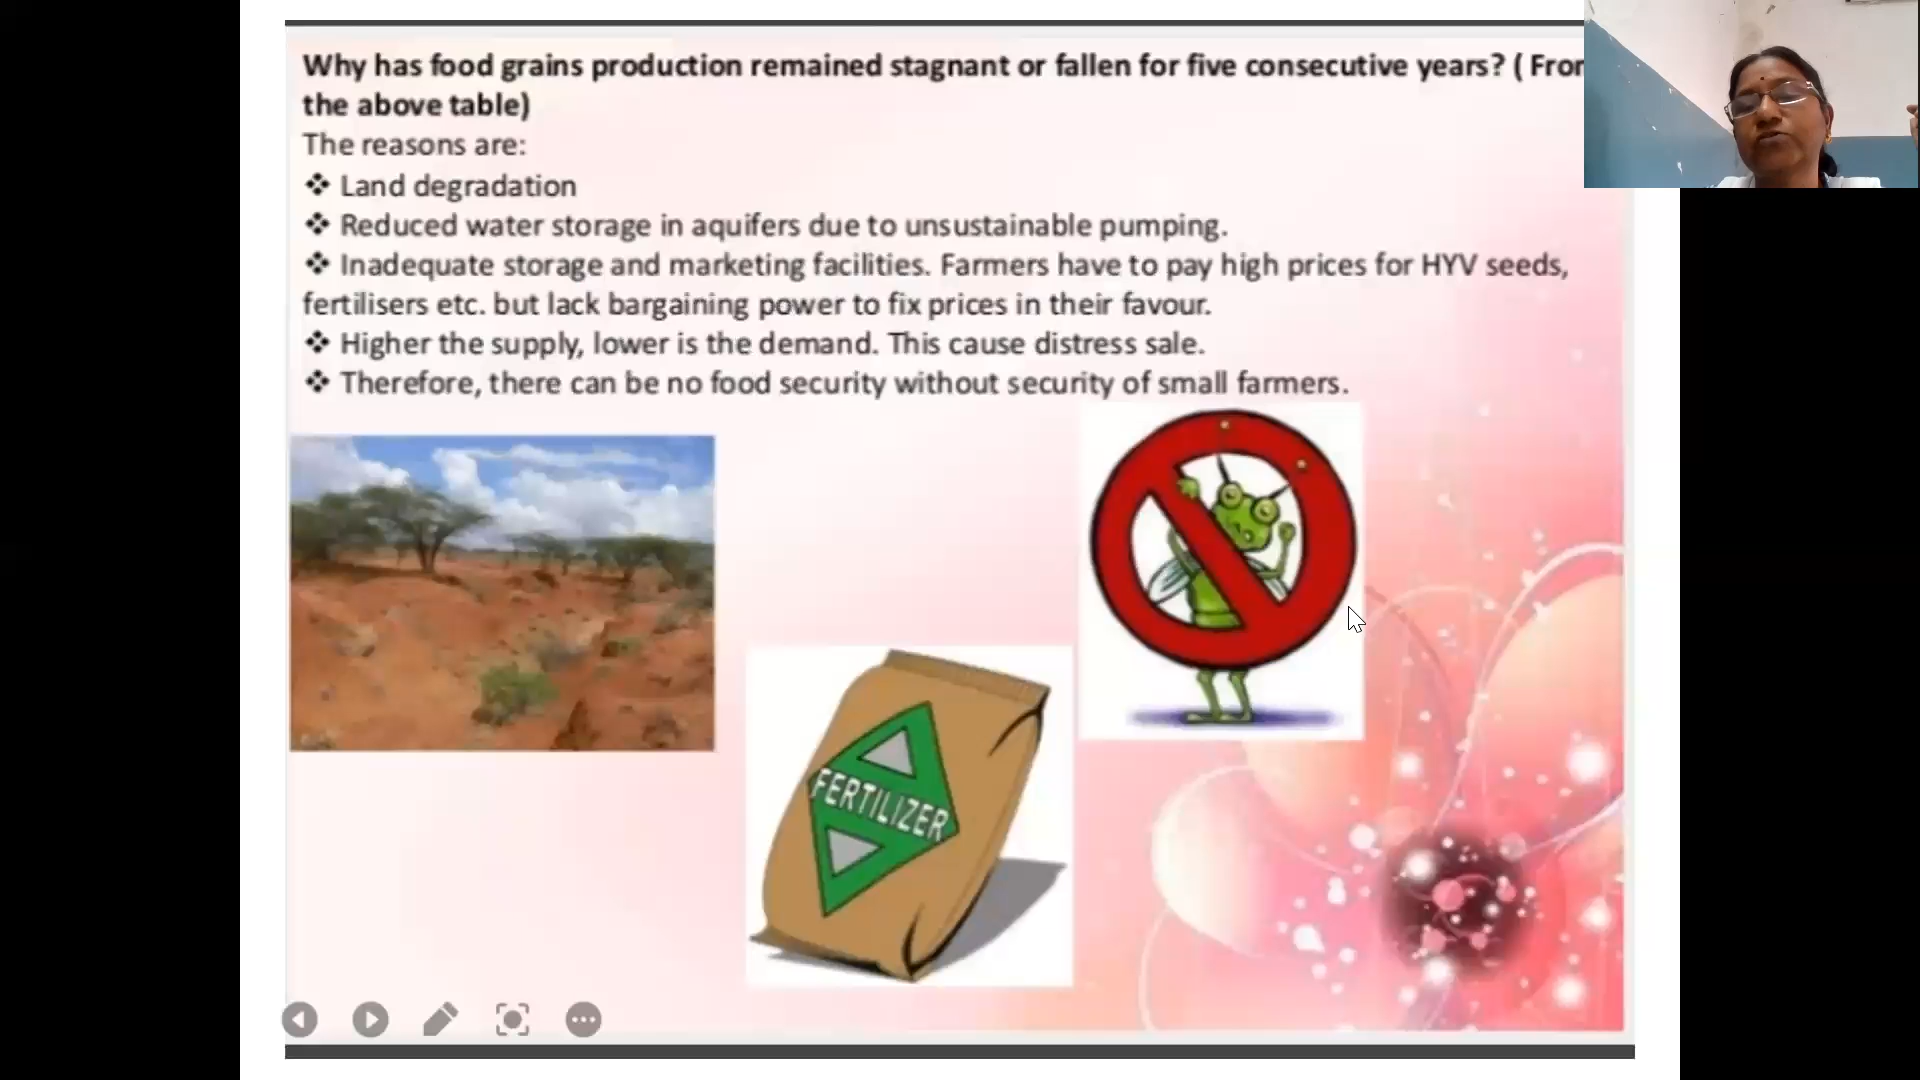 Why has food grains production remained stagnant or fallen for five consecutive years? ( Fror
the above table)
The reasons are:
❖ Land degradation
❖ Reduced water storage in aquifers due to unsustainable pumping.
❖ Inadequate storage and marketing facilities. Farmers have to pay high prices for HYV seeds,
fertilisers etc. but lack bargaining power to fix prices in their favour.
❖ Higher the supply, lower is the demand. This cause distress sale.
❖ Therefore, there can be no food security without security of small farmers.
FERTILIZER